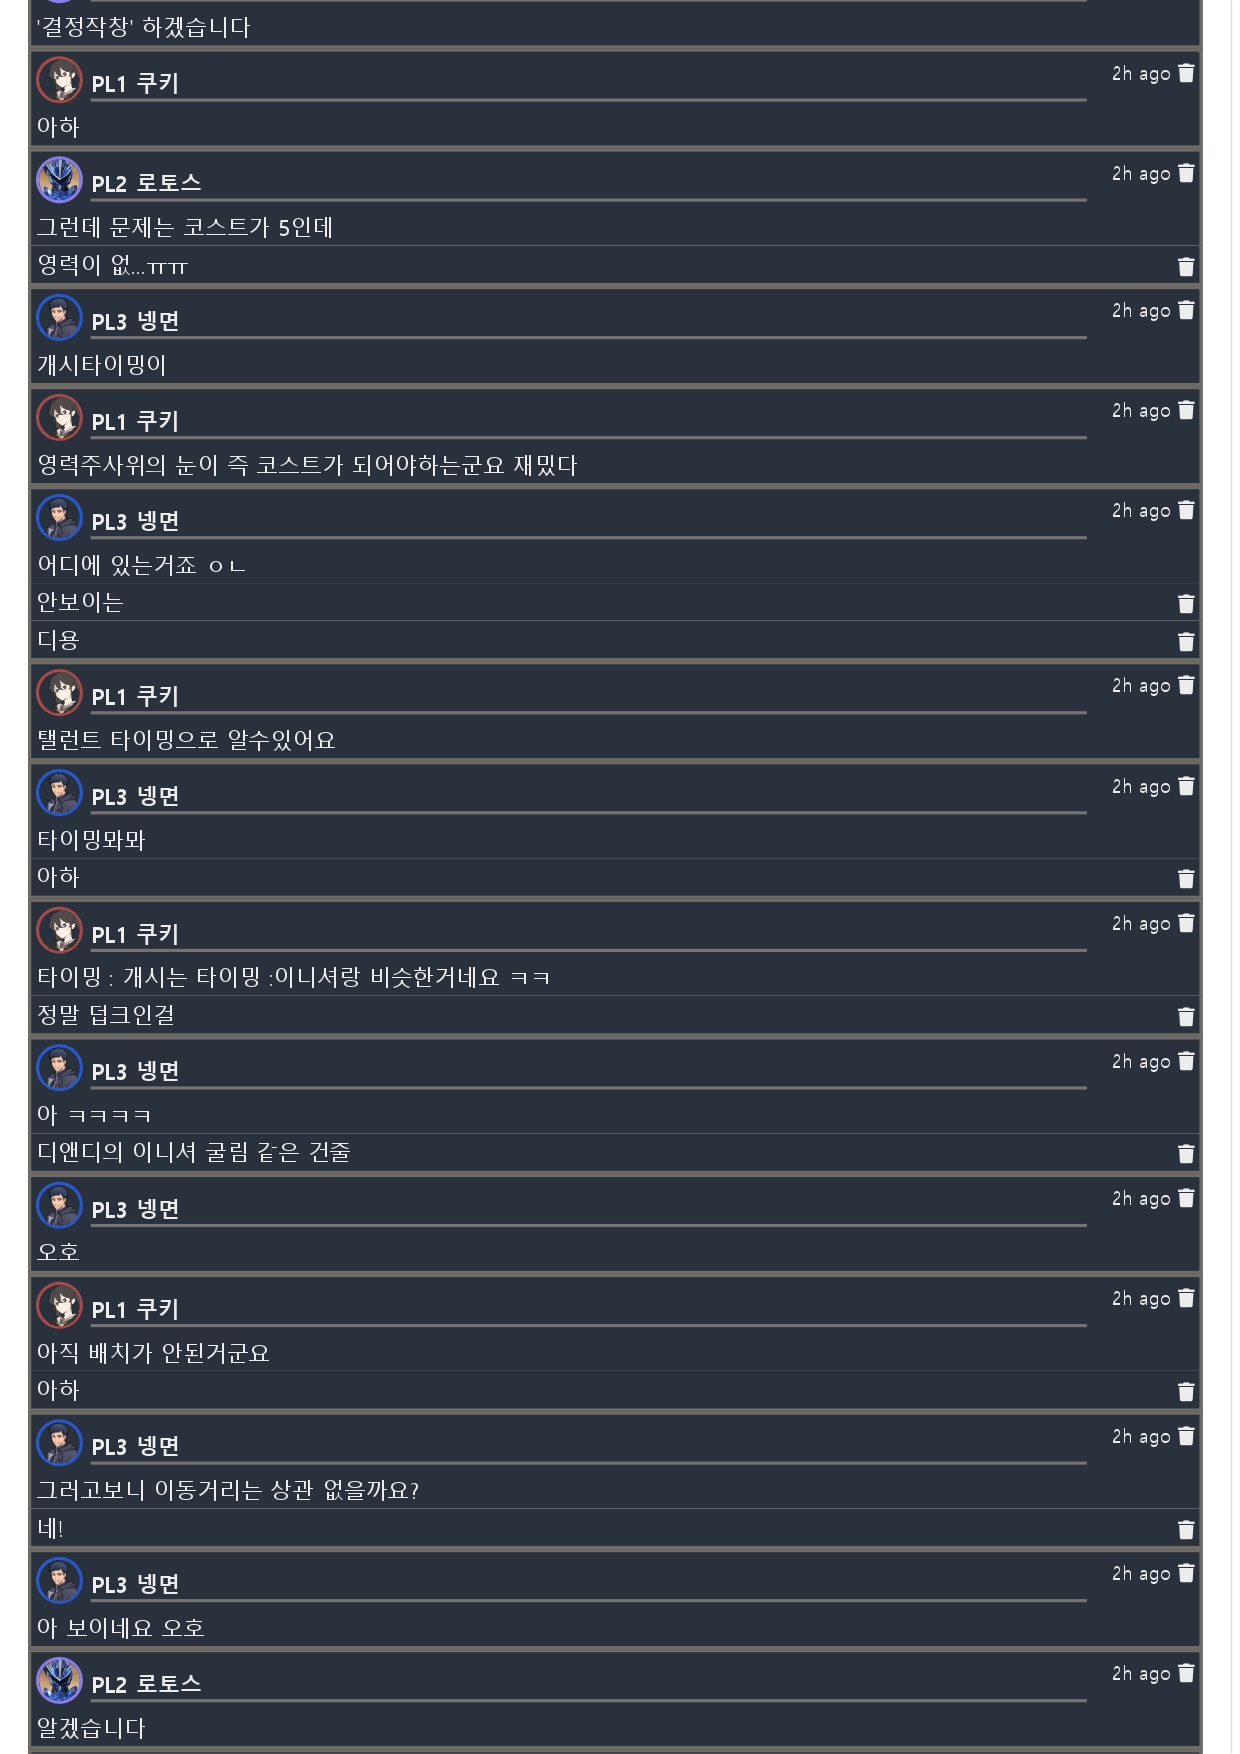 '결정작창' 하겠습니다
PL1 쿠키
2h ago
아하
PL2 로토스
2h ago
그런데 문제는 코스트가 5인데
영력이 없...ㅠㅠ
PL3 넹면
2h ago
개시타이밍이
PL1 쿠키
2h ago
영력주사위의 눈이 즉 코스트가 되어야하는군요 재밌다
PL3 넹면
2h ago
어디에 있는거죠 ㅇㄴ
안보이는
디용
PL1 쿠키
2h ago
탤런트 타이밍으로 알수있어요
PL3 넹면
2h ago
타이밍뫄뫄
아하
PL1 쿠키
2h ago
타이밍 : 개시는 타이밍 :이니셔랑 비슷한거네요 ㅋㅋ
정말 덥크인걸
PL3 넹면
2h ago
아 ㅋㅋㅋㅋ
디앤디의 이니셔 굴림 같은 건줄
PL3 넹면
2h ago
오호
PL1 쿠키
2h ago
아직 배치가 안된거군요
아하
PL3 넹면
2h ago
그러고보니 이동거리는 상관 없을까요?
네!
PL3 넹면
2h ago
아 보이네요 오호
PL2 로토스
2h ago
알겠습니다